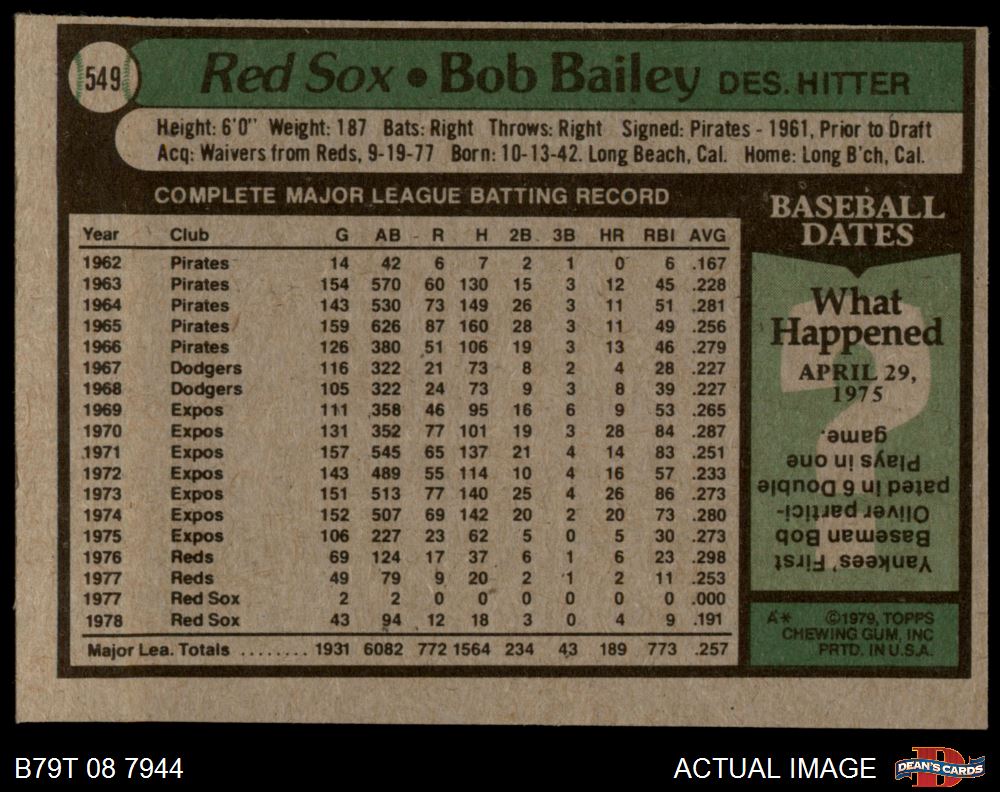 549
Red Sox • Bob Bailey DES. HITTER
Height: 6'0" Weight: 187 Bats: Right Throws: Right Signed: Pirates - 1961, Prior to Draft
Acq: Waivers from Reds, 9-19-77 Born: 10-13-42. Long Beach, Cal. Home: Long B'ch, Cal.
COMPLETE MAJOR LEAGUE BATTING RECORD
Year Club G AB R H 2B 3B HR RBI AVG
1962 Pirates 14 42 6 7 2 1 0 6 .167
1963 Pirates 154 570 60 130 15 3 12 45 .228
1964 Pirates 143 530 73 149 26 3 11 51 .281
1965 Pirates 159 626 87 160 28 3 11 49 .256
1966 Pirates 126 380 51 106 19 3 13 46 .279
1967 Dodgers 116 322 21 73 8 2 4 28 .227
1968 Dodgers 105 322 24 73 9 3 8 39 .227
1969 Expos 111 358 46 95 16 6 9 53 .265
1970 Expos 131 352 77 101 19 3 28 84 .287
1971 Expos 157 545 65 137 21 4 14 83 .251
1972 Expos 143 489 55 114 10 4 16 57 .233
1973 Expos 151 513 77 140 25 4 26 86 .273
1974 Expos 152 507 69 142 20 2 20 73 .280
1975 Expos 106 227 23 62 5 0 5 30 .273
1976 Reds 69 124 17 37 6 1 6 23 .298
1977 Reds 49 79 9 20 2 1 2 11 .253
1977 Red Sox 2 2 0 0 0 0 0 0 .000
1978 Red Sox 43 94 12 18 3 0 4 9 .191
Major Lea. Totals ........ 1931 6082 772 1564 234 43 189 773 .257
BASEBALL
DATES
What
Happened
APRIL 29,
1975
Yankees' First
Baseman Bob
Oliver partici-
pated in 6 Double
Plays in one
game.
A* ©1979, TOPPS
CHEWING GUM, INC
PRTD. IN U.S.A.
B79T 08 7944
ACTUAL IMAGE
DEAN'S CARDS